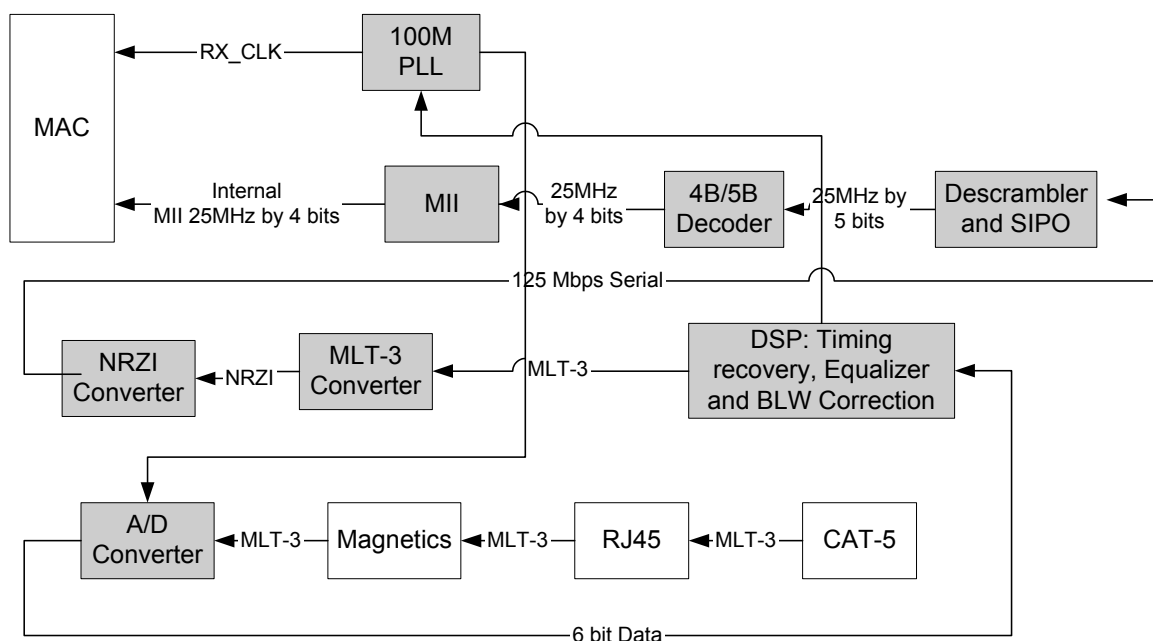 100M
PLL
RX_CLK
MAC
Internal
MII 25MHz by 4 bits
MII
25MHz
by 4 bits
4B/5B
Decoder
25MHz by
5 bits
Descrambler
and SIPO
125 Mbps Serial
NRZI
Converter
NRZI
MLT-3
Converter
MLT-3
DSP: Timing
recovery, Equalizer
and BLW Correction
A/D
Converter
MLT-3
Magnetics
MLT-3
RJ45
MLT-3
CAT-5
6 bit Data